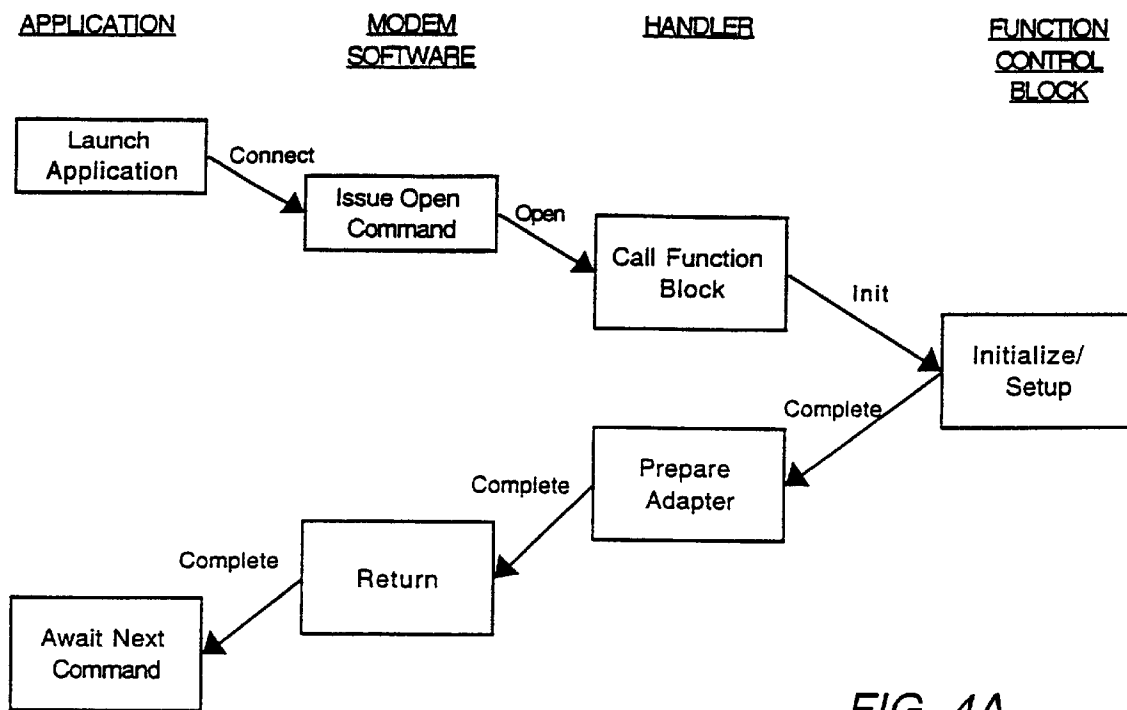 APPLICATION
MODEM
SOFTWARE
HANDLER
FUNCTION
CONTROL
BLOCK
Launch
Application
Connect
Issue Open
Command
Open
Call Function
Block
Init
Initialize/
Setup
Complete
Prepare
Adapter
Complete
Return
Complete
Await Next
Command
FIG. 4A